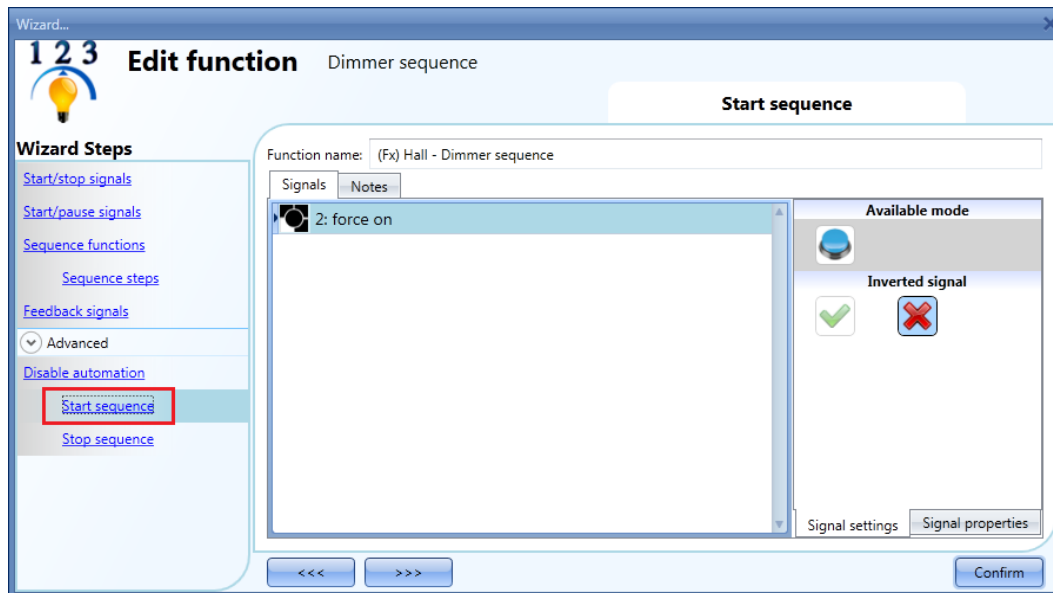 Wizard...
1 2 3
Edit function Dimmer sequence
Start sequence
Wizard Steps
Start/stop signals
Start/pause signals
Sequence functions
Sequence steps
Feedback signals
Advanced
Disable automation
Start sequence
Stop sequence
Function name: (Fx) Hall - Dimmer sequence
Signals Notes
2: force on
Available mode
Inverted signal
Signal settings Signal properties
<<< >>> Confirm